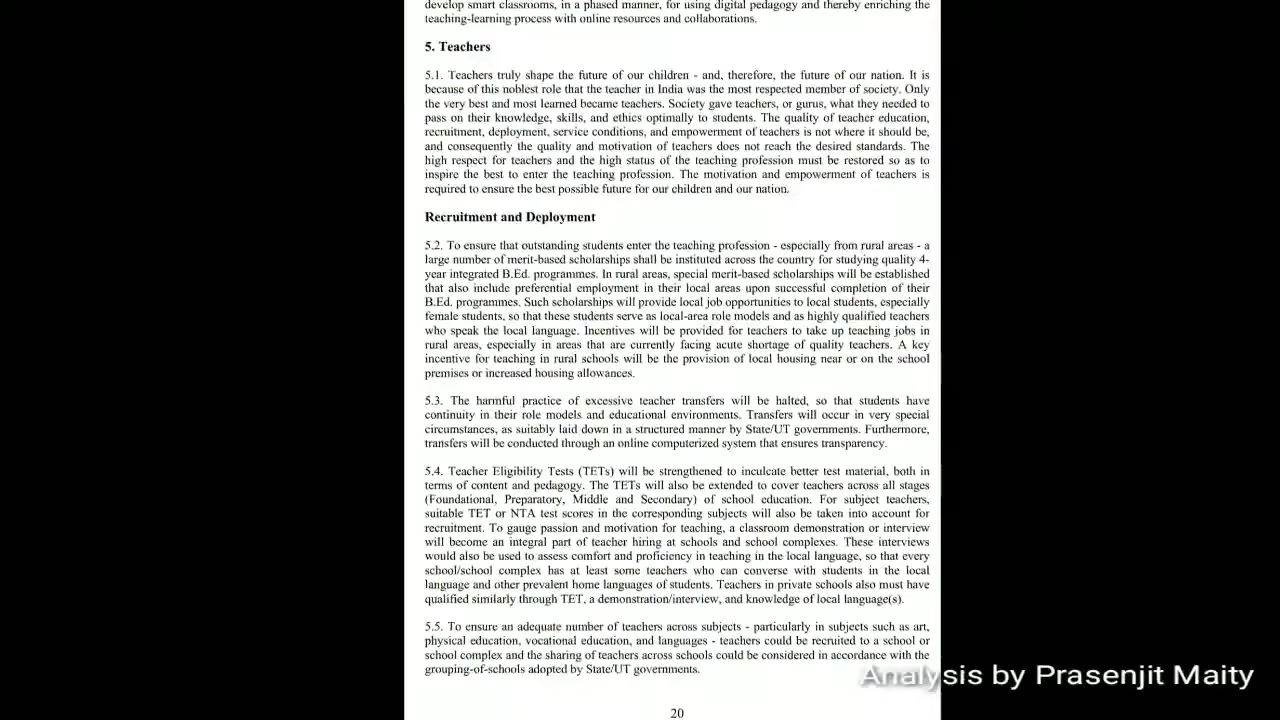 develop smart classrooms, in a phased manner, for using digital pedagogy and thereby enriching the
teaching-learning process with online resources and collaborations.
5. Teachers
5.1. Teachers truly shape the future of our children - and, therefore, the future of our nation. It is
because of this noblest role that the teacher in India was the most respected member of society. Only
the very best and most learned became teachers. Society gave teachers, or gurus, what they needed to
pass on their knowledge, skills, and ethics optimally to students. The quality of teacher education,
recruitment, deployment, service conditions, and empowerment of teachers is not where it should be,
and consequently the quality and motivation of teachers does not reach the desired standards. The
high respect for teachers and the high status of the teaching profession must be restored so as to
inspire the best to enter the teaching profession. The motivation and empowerment of teachers is
required to ensure the best possible future for our children and our nation.
Recruitment and Deployment
5.2. To ensure that outstanding students enter the teaching profession - especially from rural areas - a
large number of merit-based scholarships shall be instituted across the country for studying quality 4-
year integrated B.Ed. programmes. In rural areas, special merit-based scholarships will be established
that also include preferential employment in their local areas upon successful completion of their
B.Ed. programmes. Such scholarships will provide local job opportunities to local students, especially
female students, so that these students serve as local-area role models and as highly qualified teachers
who speak the local language. Incentives will be provided for teachers to take up teaching jobs in
rural areas, especially in areas that are currently facing acute shortage of quality teachers. A key
incentive for teaching in rural schools will be the provision of local housing near or on the school
premises or increased housing allowances.
5.3. The harmful practice of excessive teacher transfers will be halted, so that students have
continuity in their role models and educational environments. Transfers will occur in very special
circumstances, as suitably laid down in a structured manner by State/UT governments. Furthermore,
transfers will be conducted through an online computerized system that ensures transparency.
5.4. Teacher Eligibility Tests (TETs) will be strengthened to inculcate better test material, both in
terms of content and pedagogy. The TETs will also be extended to cover teachers across all stages
(Foundational, Preparatory, Middle and Secondary) of school education. For subject teachers,
suitable TET or NTA test scores in the corresponding subjects will also be taken into account for
recruitment. To gauge passion and motivation for teaching, a classroom demonstration or interview
will become an integral part of teacher hiring at schools and school complexes. These interviews
would also be used to assess comfort and proficiency in teaching in the local language, so that every
school/school complex has at least some teachers who can converse with students in the local
language and other prevalent home languages of students. Teachers in private schools also must have
qualified similarly through TET, a demonstration/interview, and knowledge of local language(s).
5.5. To ensure an adequate number of teachers across subjects - particularly in subjects such as art,
physical education, vocational education, and languages - teachers could be recruited to a school or
school complex and the sharing of teachers across schools could be considered in accordance with the
grouping-of-schools adopted by State/UT governments.
Analysis by Prasenjit Maity
20